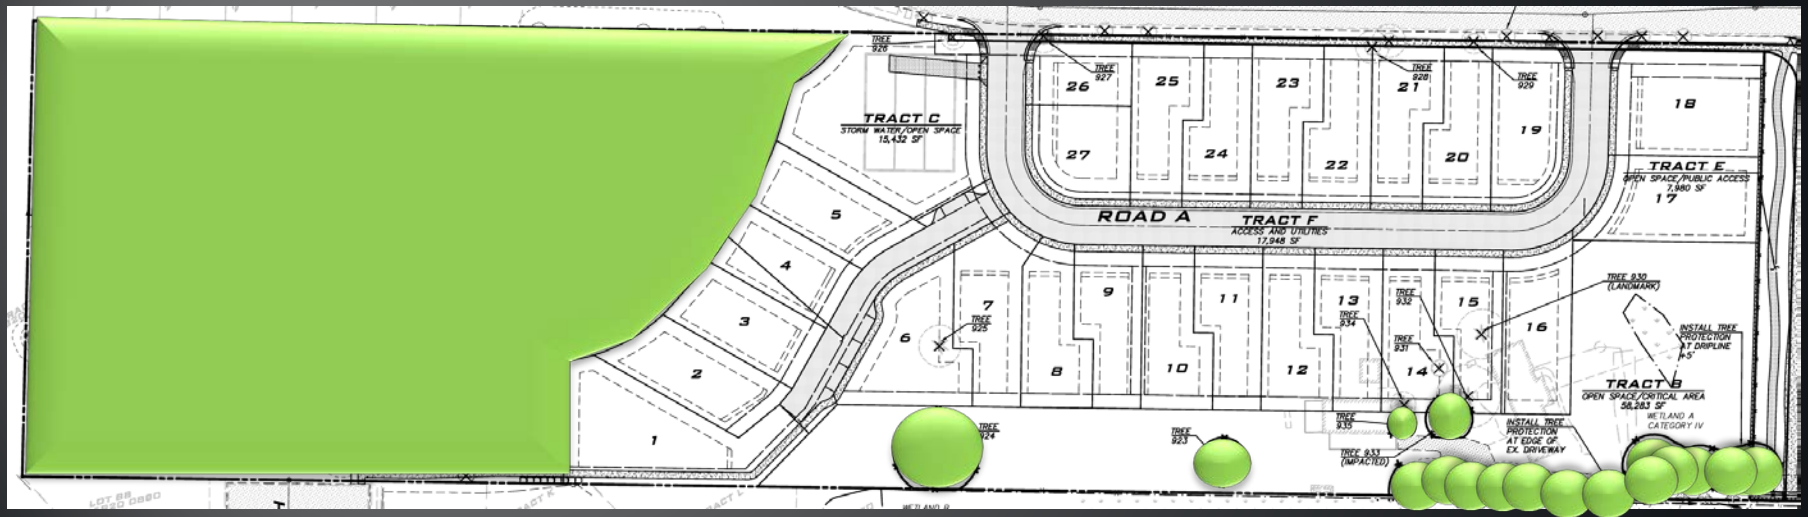 TREE
926
TREE
927
TREE
928
TREE
929
26
25
23
21
18
TRACT C
STORM WATER/OPEN SPACE
15,432 SF
19
27
24
22
20
TRACT E
OPEN SPACE/PUBLIC ACCESS
7,980 SF
17
5
ROAD A
TRACT F
ACCESS AND UTILITIES
17,948 SF
4
3
2
1
6
7
TREE
925
8
9
10
11
12
13
TREE
934
TREE
932
TREE
931
14
15
16
TREE 930
(LANDMARK)
INSTALL TREE
PROTECTION
AT DRIPLINE
+5'
TRACT B
OPEN SPACE/CRITICAL AREA
58,283 SF
WETLAND A
CATEGORY IV
TREE
924
TREE
923
TREE
935
TREE 933
(IMPACTED)
INSTALL TREE
PROTECTION
AT EDGE OF
EX. DRIVEWAY
TRACT K
TRACT L
WETLAND B